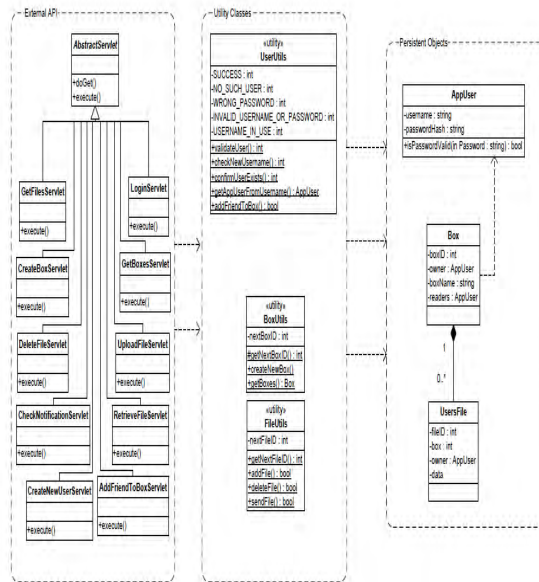 External API
AbstractServlet
+doGet()
+execute()
GetFilesServlet
+execute()
LoginServlet
+execute()
CreateBoxServlet
+execute()
GetBoxesServlet
+execute()
DeleteFileServlet
+execute()
UploadFileServlet
+execute()
CheckNotificationServlet
+execute()
RetrieveFileServlet
+execute()
CreateNewUserServlet
+execute()
AddFriendToBoxServlet
+execute()
Utility Classes
«utility»
UserUtils
-SUCCESS : int
-NO_SUCH_USER : int
-WRONG_PASSWORD : int
-INVALID_USERNAME_OR_PASSWORD : int
-USERNAME_IN_USE : int
+validateUser() : int
+checkNewUsername() : int
+confirmUserExists() : int
+getAppUserFromUsername() : AppUser
+addFriendToBox() : bool
«utility»
BoxUtils
-nextBoxID : int
#getNextBoxID() : int
+createNewBox()
+getBoxes() : Box
«utility»
FileUtils
-nextFileID : int
+getNextFileID() : int
+addFile() : bool
+deleteFile() : bool
+sendFile() : bool
Persistent Objects
AppUser
-username : string
-passwordHash : string
+isPasswordValid(in Password : string) : bool
Box
-boxID : int
-owner : AppUser
-boxName : string
-readers : AppUser
1
0..*
UsersFile
-fileID : int
-box : int
-owner : AppUser
-data